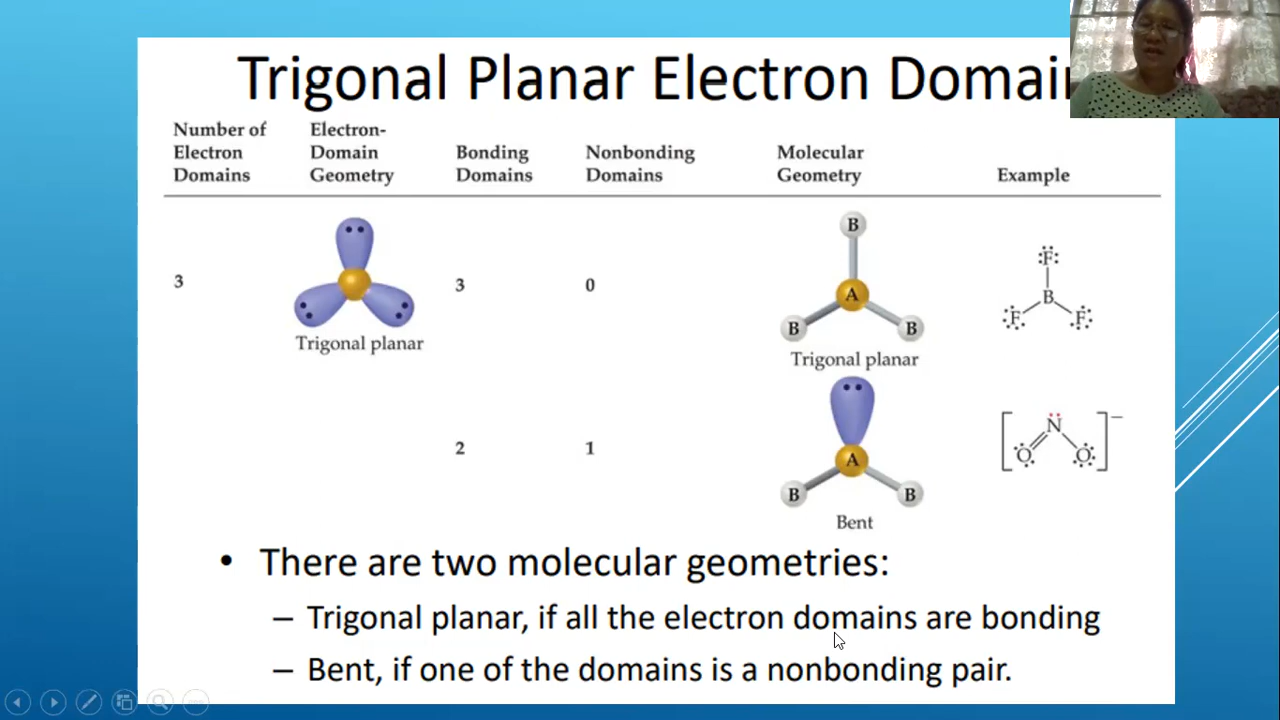 Trigonal Planar Electron Domain
Number of Electron Domains
Electron-Domain Geometry
Bonding Domains
Nonbonding Domains
Molecular Geometry
Example
3
Trigonal planar
3
0
B
A
B
B
Trigonal planar
:F:
B
:F:
:F:
2
1
A
B
B
Bent
[N
O
O]−
• There are two molecular geometries:
– Trigonal planar, if all the electron domains are bonding
– Bent, if one of the domains is a nonbonding pair.